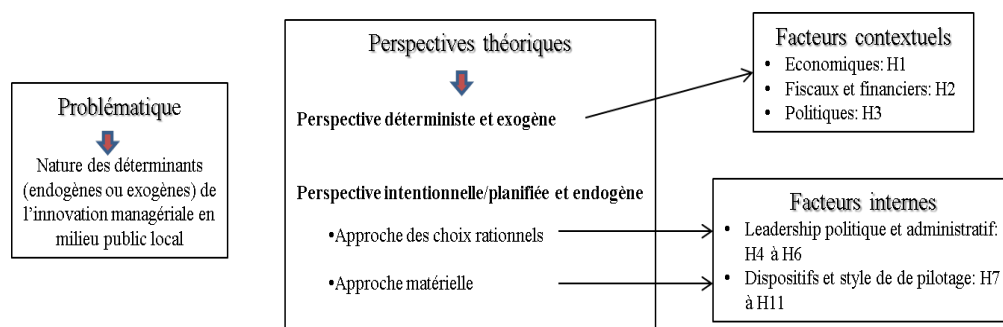 Problématique
Nature des déterminants
(endogènes ou exogènes) de
l'innovation managériale en
milieu public local
Perspectives théoriques
Perspective déterministe et exogène
Perspective intentionnelle/planifiée et endogène
•Approche des choix rationnels
•Approche matérielle
Facteurs contextuels
• Economiques: H1
• Fiscaux et financiers: H2
• Politiques: H3
Facteurs internes
• Leadership politique et administratif:
H4 à H6
• Dispositifs et style de de pilotage: H7
à H11